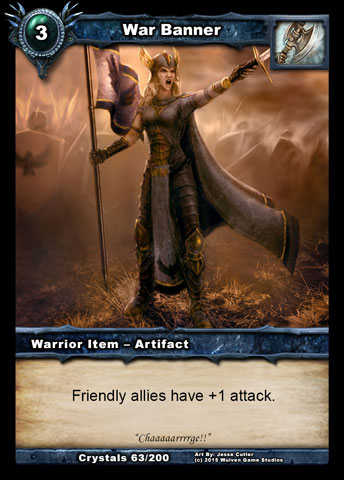 3
War Banner
Warrior Item – Artifact
Friendly allies have +1 attack.
“Chaaaaarrrrge!!”
Crystals 63/200
Art By: Jesse Cutler
(c) 2015 Wulven Game Studios